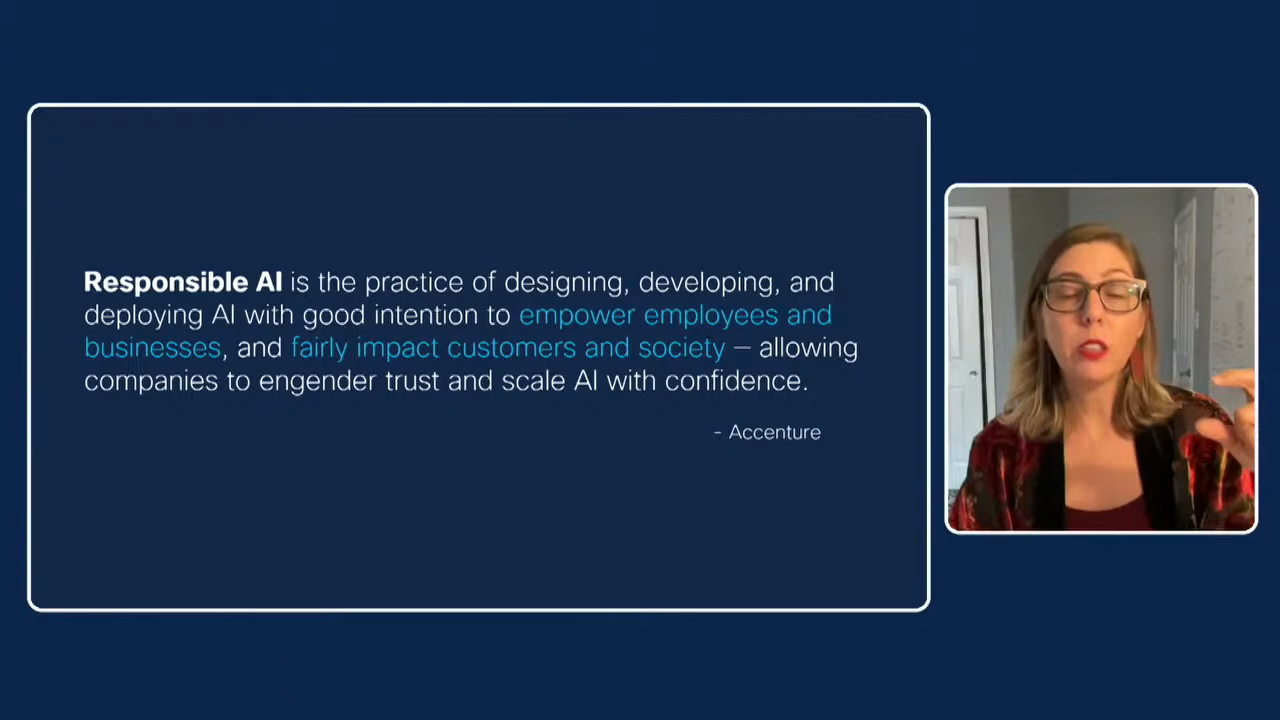 Responsible AI is the practice of designing, developing, and
deploying AI with good intention to empower employees and
businesses, and fairly impact customers and society – allowing
companies to engender trust and scale AI with confidence.
- Accenture